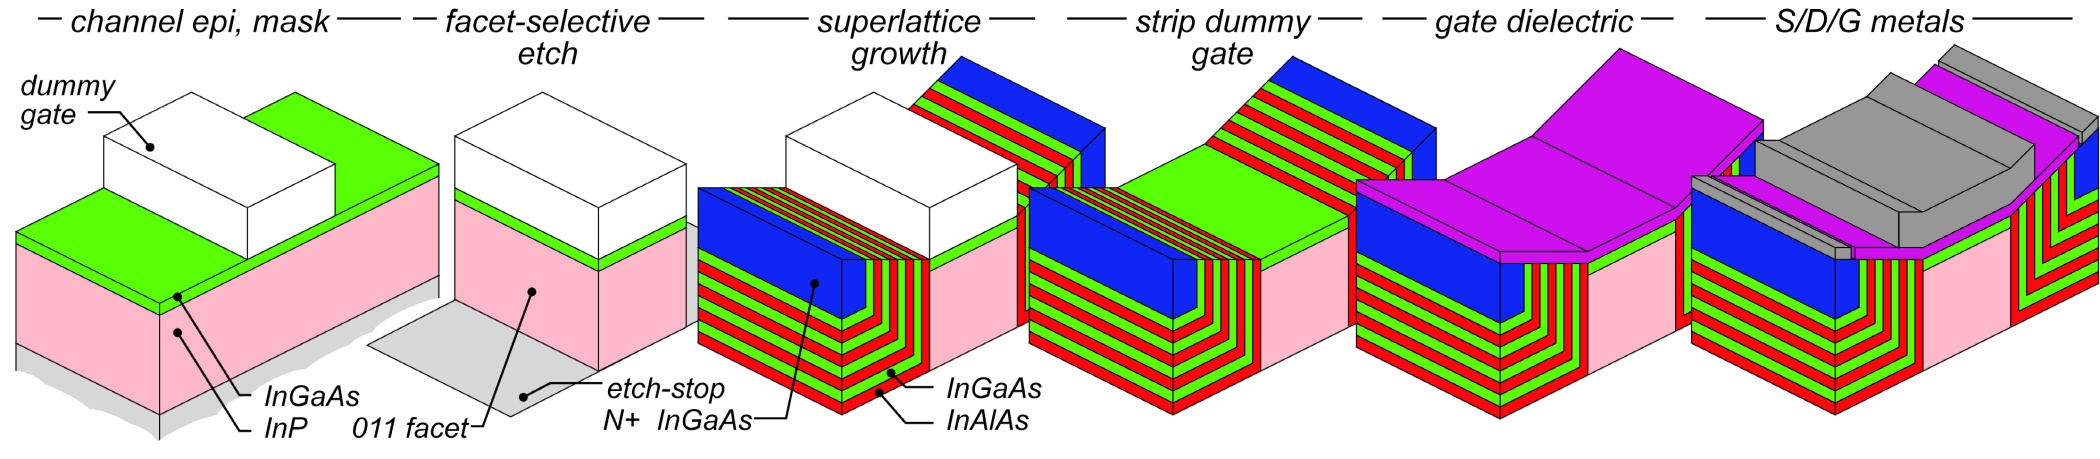 channel epi, mask
facet-selective
etch
superlattice
growth
strip dummy
gate
gate dielectric
S/D/G metals
dummy
gate
InGaAs
InP
011 facet
etch-stop
N+ InGaAs
InGaAs
InAlAs